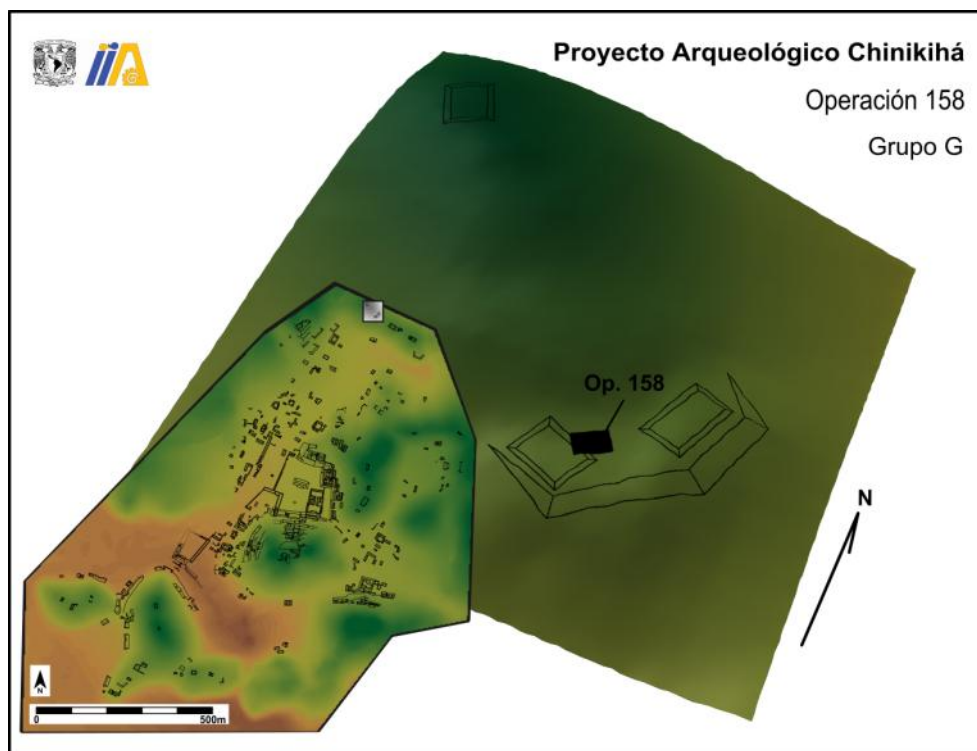 Proyecto Arqueológico Chinikihá
Operación 158
Grupo G
Op. 158
N
N
0 500m